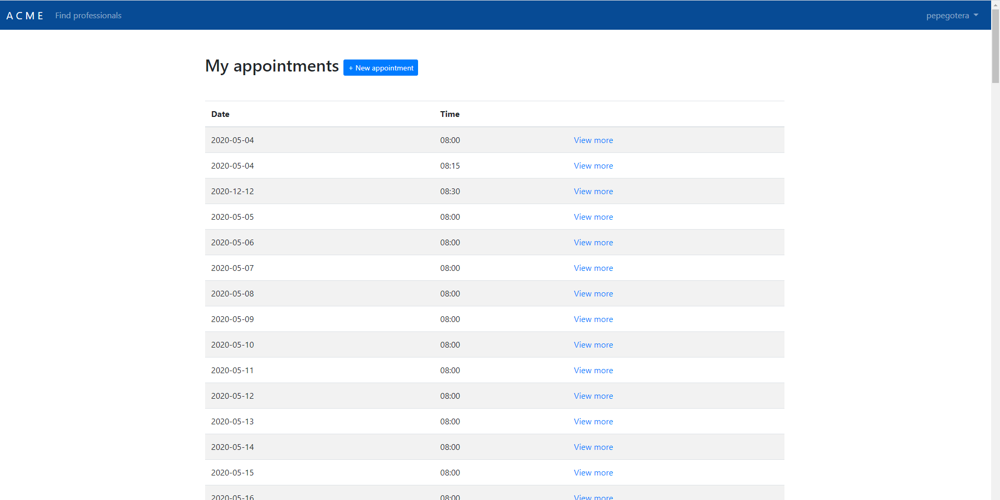 ACME Find professionals pepegotera
My appointments + New appointment
Date Time
2020-05-04 08:00 View more
2020-05-04 08:15 View more
2020-12-12 08:30 View more
2020-05-05 08:00 View more
2020-05-06 08:00 View more
2020-05-07 08:00 View more
2020-05-08 08:00 View more
2020-05-09 08:00 View more
2020-05-10 08:00 View more
2020-05-11 08:00 View more
2020-05-12 08:00 View more
2020-05-13 08:00 View more
2020-05-14 08:00 View more
2020-05-15 08:00 View more
2020-05-16 08:00 View more